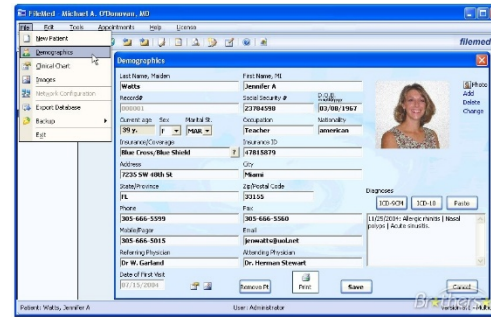 FileMed - Michael A. O'Donovan, MD
File Edit Tools Appointments Help License
New Patient
Demographics
Clinical Chart
Images
Network Configuration
Export Database
Backup
Exit
filemed
Demographics
Last Name, Maiden
First Name, MI
Watts
Jennifer A
Record#
Social Security #
D.O.B.
000001
23784590
03/08/1967
Current age Sex Marital St.
Occupation
Nationality
39 y. F MAR
Teacher
american
Insurance/Coverage
Insurance ID
Blue Cross/Blue Shield ?
47815879
Address
City
7235 SW 40th St
Miami
State/Province
Zip/Postal Code
FL
33155
Phone
Fax
305-666-5599
305-666-5560
Mobile/Pager
Email
305-666-5015
jenwatts@uol.net
Referring Physician
Attending Physician
Dr W. Garland
Dr. Herman Stewart
Date of First Visit
07/15/2004
Remove Pt
Print
Save
Cancel
Photo
Add
Delete
Change
Diagnoses
ICD-9CM ICD-10 Paste
11/25/2004: Allergic rhinitis | Nasal
polyps | Acute sinusitis.
Patient: Watts, Jennifer A
User: Administrator
Brothers